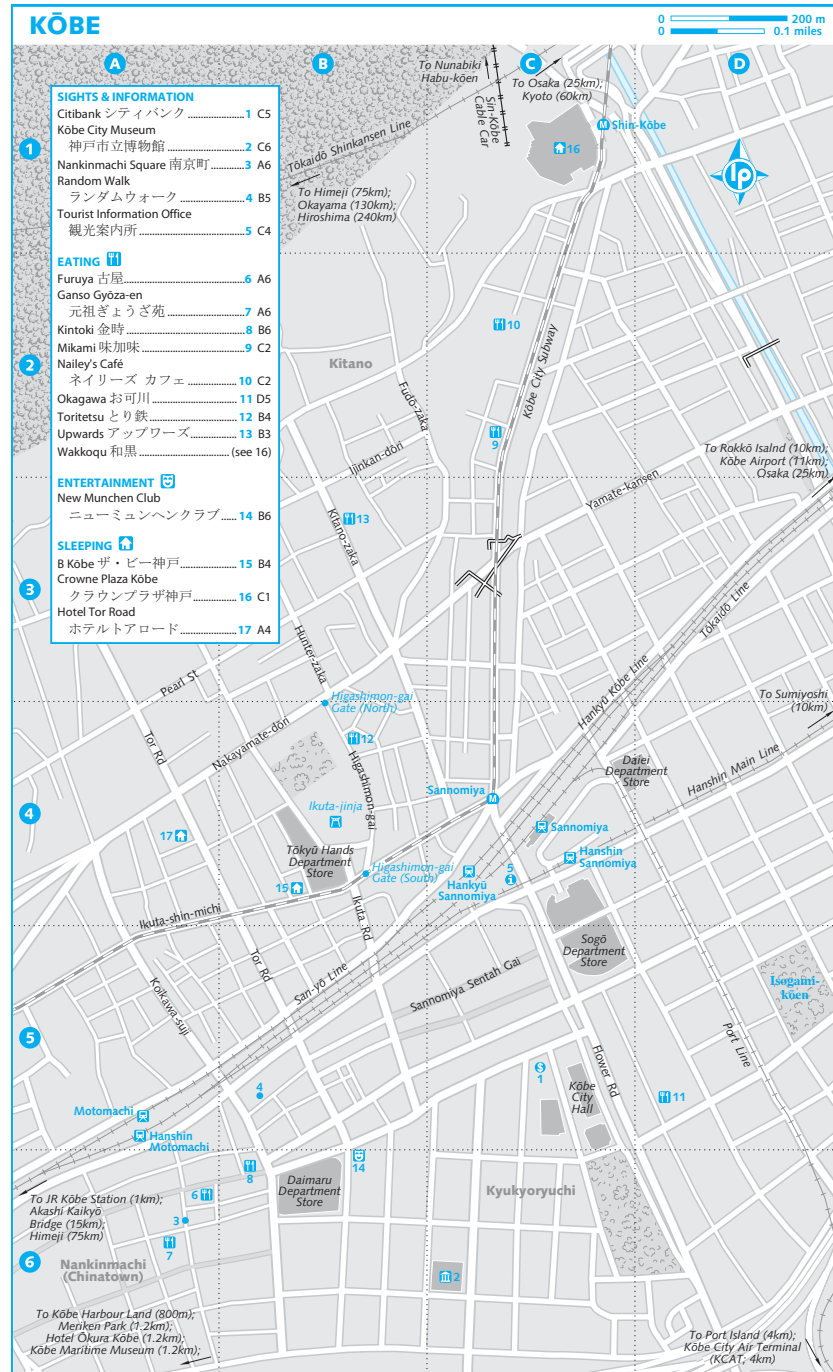 KŌBE
0 200 m
0 0.1 miles
A
B
C
D
1
2
3
4
5
6
SIGHTS & INFORMATION
Citibank シティバンク 1 C5
Kōbe City Museum
神戸市立博物館 2 C6
Nankinmachi Square 南京町 3 A6
Random Walk
ランダムウォーク 4 B5
Tourist Information Office
観光案内所 5 C4
EATING
Furuya 古屋 6 A6
Ganso Gyōza-en
元祖ぎょうざ苑 7 A6
Kintoki 金時 8 B6
Mikami 味加味 9 C2
Nailey's Café
ネイリーズ カフェ 10 C2
Okagawa お可川 11 D5
Toritetsu とり鉄 12 B4
Upwards アップワーズ 13 B3
Wakkoqu 和黒 (see 16)
ENTERTAINMENT
New Munchen Club
ニューミュンヘンクラブ 14 B6
SLEEPING
B Kōbe ザ・ビー神戸 15 B4
Crowne Plaza Kōbe
クラウンプラザ神戸 16 C1
Hotel Tor Road
ホテルトアロード 17 A4
To Nunabiki
Habu-kōen
Sin-Kōbe
Cable Car
To Osaka (25km);
Kyoto (60km)
M Shin-Kōbe
16
lp
Tōkaidō Shinkansen Line
To Himeji (75km);
Okayama (130km);
Hiroshima (240km)
10
Kitano
Fudō-zaka
Kōbe City Subway
9
Ijinkan-dōri
To Rokkō Isalnd (10km);
Kōbe Airport (11km);
Osaka (25km)
Yamate-kansen
Kitano-zaka
13
Tōkaidō Line
Hunter-zaka
Pearl St
Hankyū Kōbe Line
Higashimon-gai
Gate (North)
To Sumiyoshi
(10km)
Tor Rd
Nakayamate-dōri
12
Higashimon-gai
Daiei
Department
Store
Hanshin Main Line
Sannomiya M
Ikuta-jinja
17
Sannomiya
Tōkyū Hands
Department
Store
Hanshin
Sannomiya
Higashimon-gai
Gate (South)
Hankyū
Sannomiya
5
15
Ikuta-shin-michi
Ikuta Rd
Tor Rd
Sogō
Department
Store
San-yō Line
Sannomiya Sentah Gai
Koikawa-suji
Isogami-
kōen
Port Line
Flower Rd
$
1
Kōbe
City
Hall
4
11
Motomachi
Hanshin
Motomachi
14
8
Daimaru
Department
Store
Kyukyoryuchi
6
To JR Kōbe Station (1km);
Akashi Kaikyō
Bridge (15km);
Himeji (75km)
3
7
Nankinmachi
(Chinatown)
2
To Kōbe Harbour Land (800m);
Meriken Park (1.2km);
Hotel Ōkura Kōbe (1.2km);
Kōbe Maritime Museum (1.2km);
To Port Island (4km);
Kōbe City Air Terminal
(KCAT; 4km)